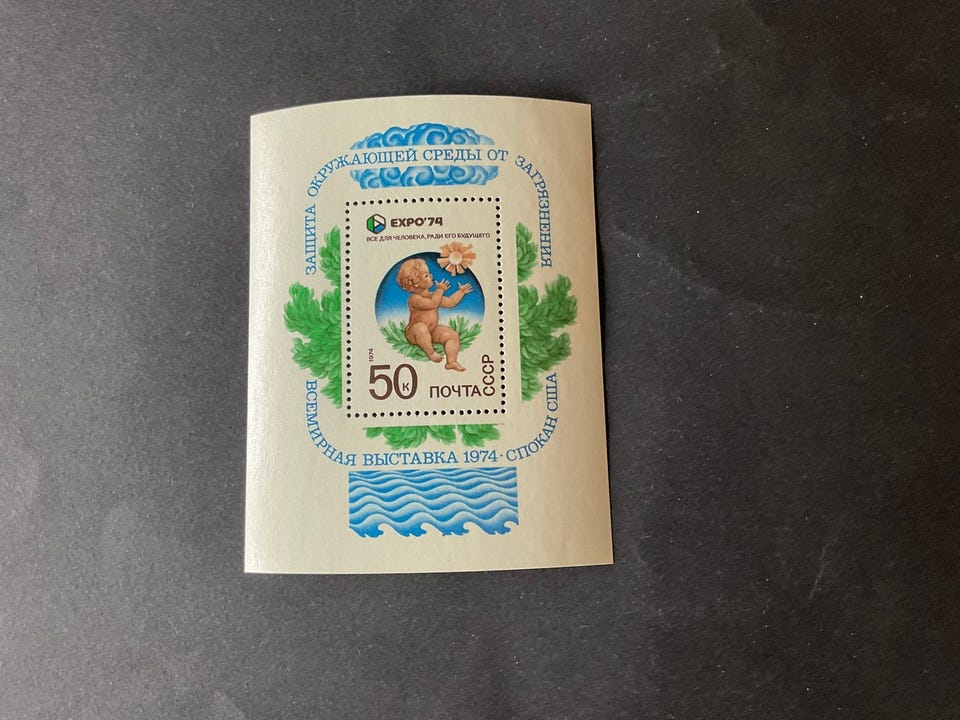 ЗАЩИТА ОКРУЖАЮЩЕЙ СРЕДЫ ОТ ЗАГРЯЗНЕНИЯ
EXPO'74
ВСЕ ДЛЯ ЧЕЛОВЕКА, РАДИ ЕГО БУДУЩЕГО
1974
50 К
ПОЧТА СССР
ВСЕМИРНАЯ ВЫСТАВКА 1974 · СПОКАН США